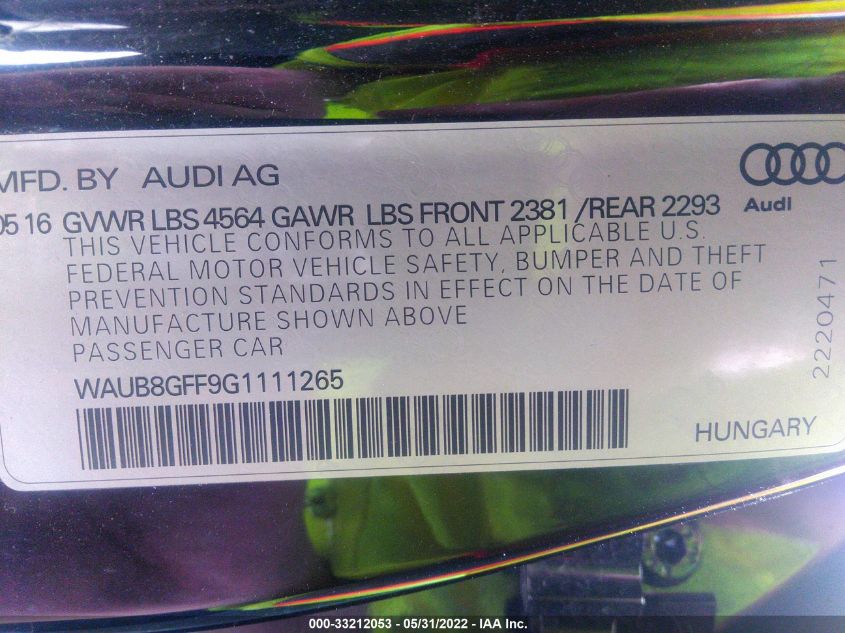 MFD. BY AUDI AG
05 16 GVWR LBS 4564 GAWR LBS FRONT 2381 /REAR 2293
Audi
THIS VEHICLE CONFORMS TO ALL APPLICABLE U.S.
FEDERAL MOTOR VEHICLE SAFETY, BUMPER AND THEFT
PREVENTION STANDARDS IN EFFECT ON THE DATE OF
MANUFACTURE SHOWN ABOVE
PASSENGER CAR
2220471
WAUB8GFF9G1111265
HUNGARY
000-33212053 - 05/31/2022 - IAA Inc.